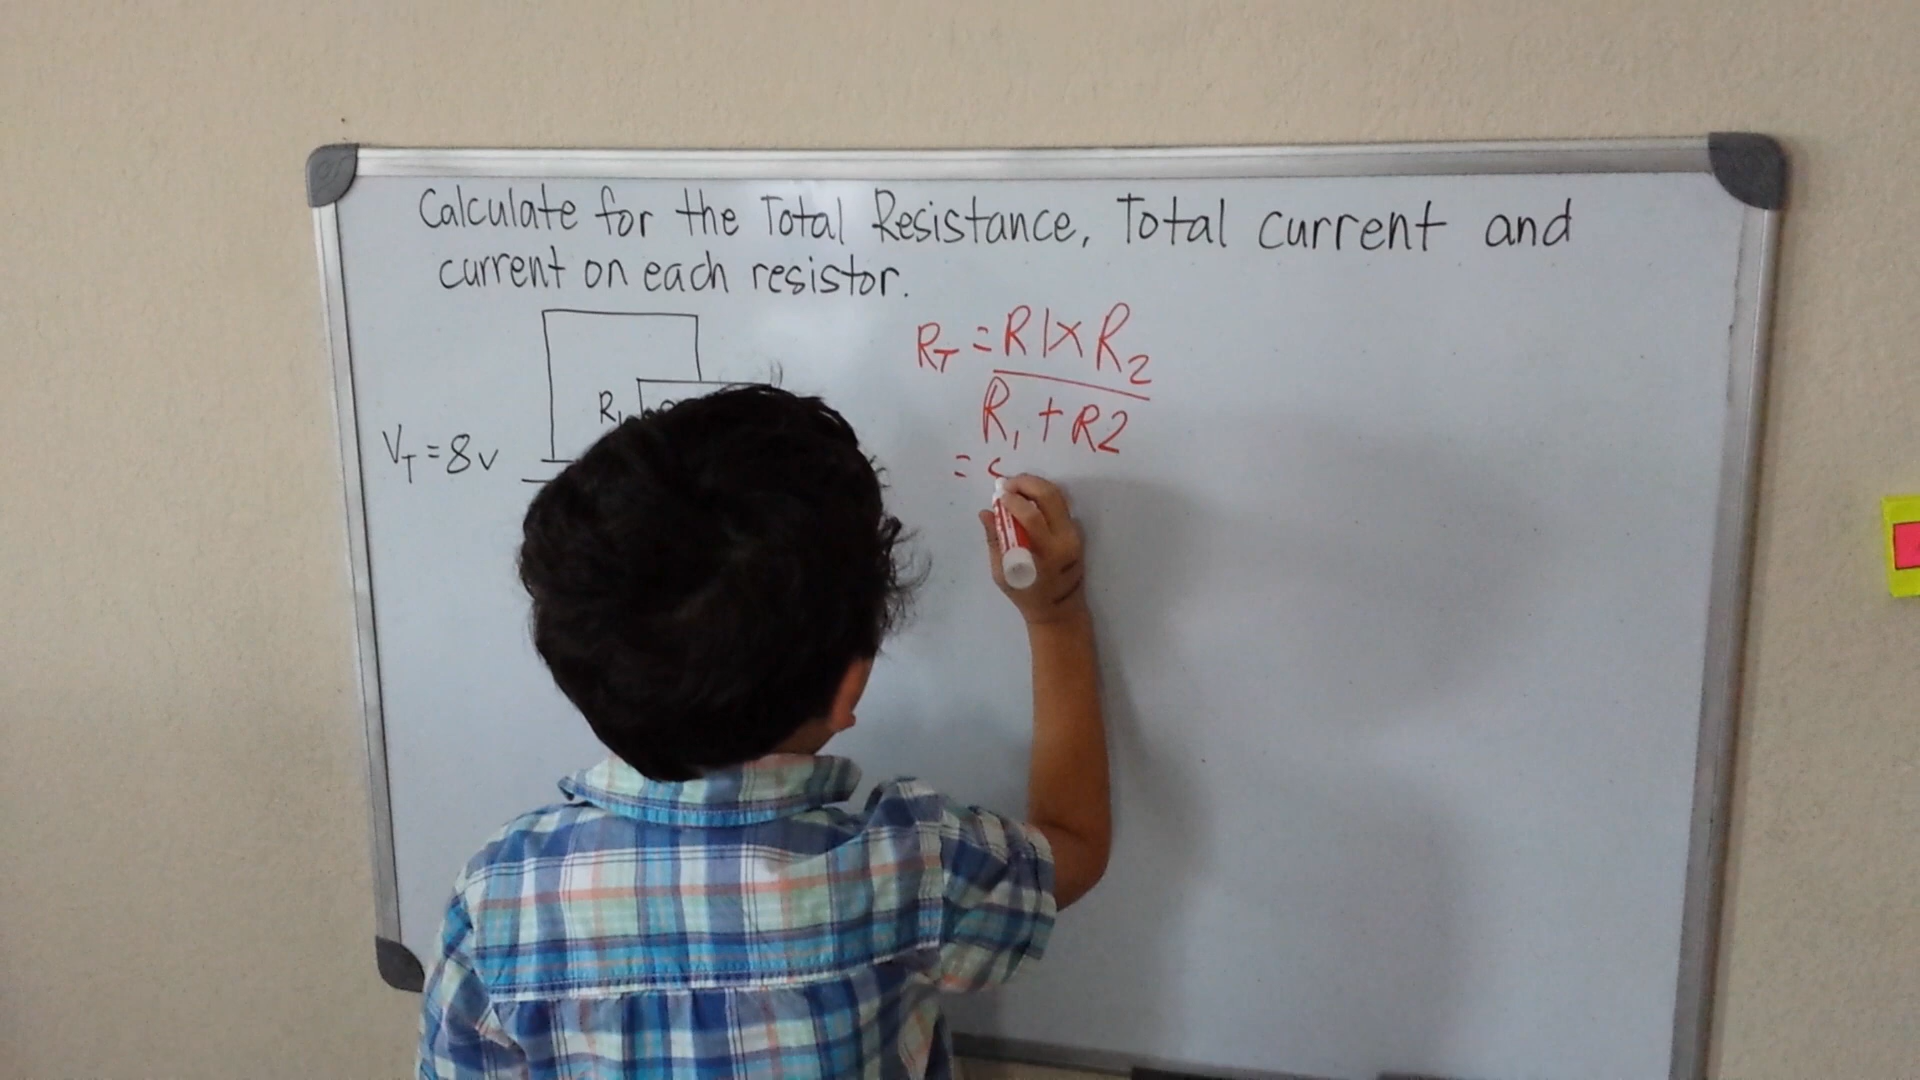 Calculate for the Total Resistance, Total current and
current on each resistor.
R_T = R1 x R_2
R_1 + R2
=
R_1
V_T = 8v